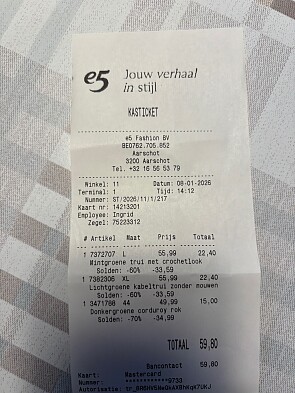 e5 Jouw verhaal
in stijl
KASTICKET
e5 Fashion BV
BE0762.705.652
Aarschot
3200 Aarschot
Tel. +32 16 56 53 79
Winkel: 11 Datum: 08-01-2026
Terminal: 1 Tijd: 14:12
Nummer: ST/2026/11/1/217
Kaart nr: 14213201
Employee: Ingrid
Zegel: 75223312
# Artikel Maat Prijs Totaal
1 7372707 L 55,99 22,40
Wintgroene trui met crochetlook
Solden: -60% -33,59
1 7382306 XL 55,99 22,40
Lichtgroene kabeltrui zonder mouwen
Solden: -60% -33,59
1 3471788 44 49,99 15,00
Donkergroene corduroy rok
Solden: -70% -34,99
TOTAAL 59,80
Bancontact 59,80
Kaart: Mastercard
Nummer: ************9733
Autorisatie: